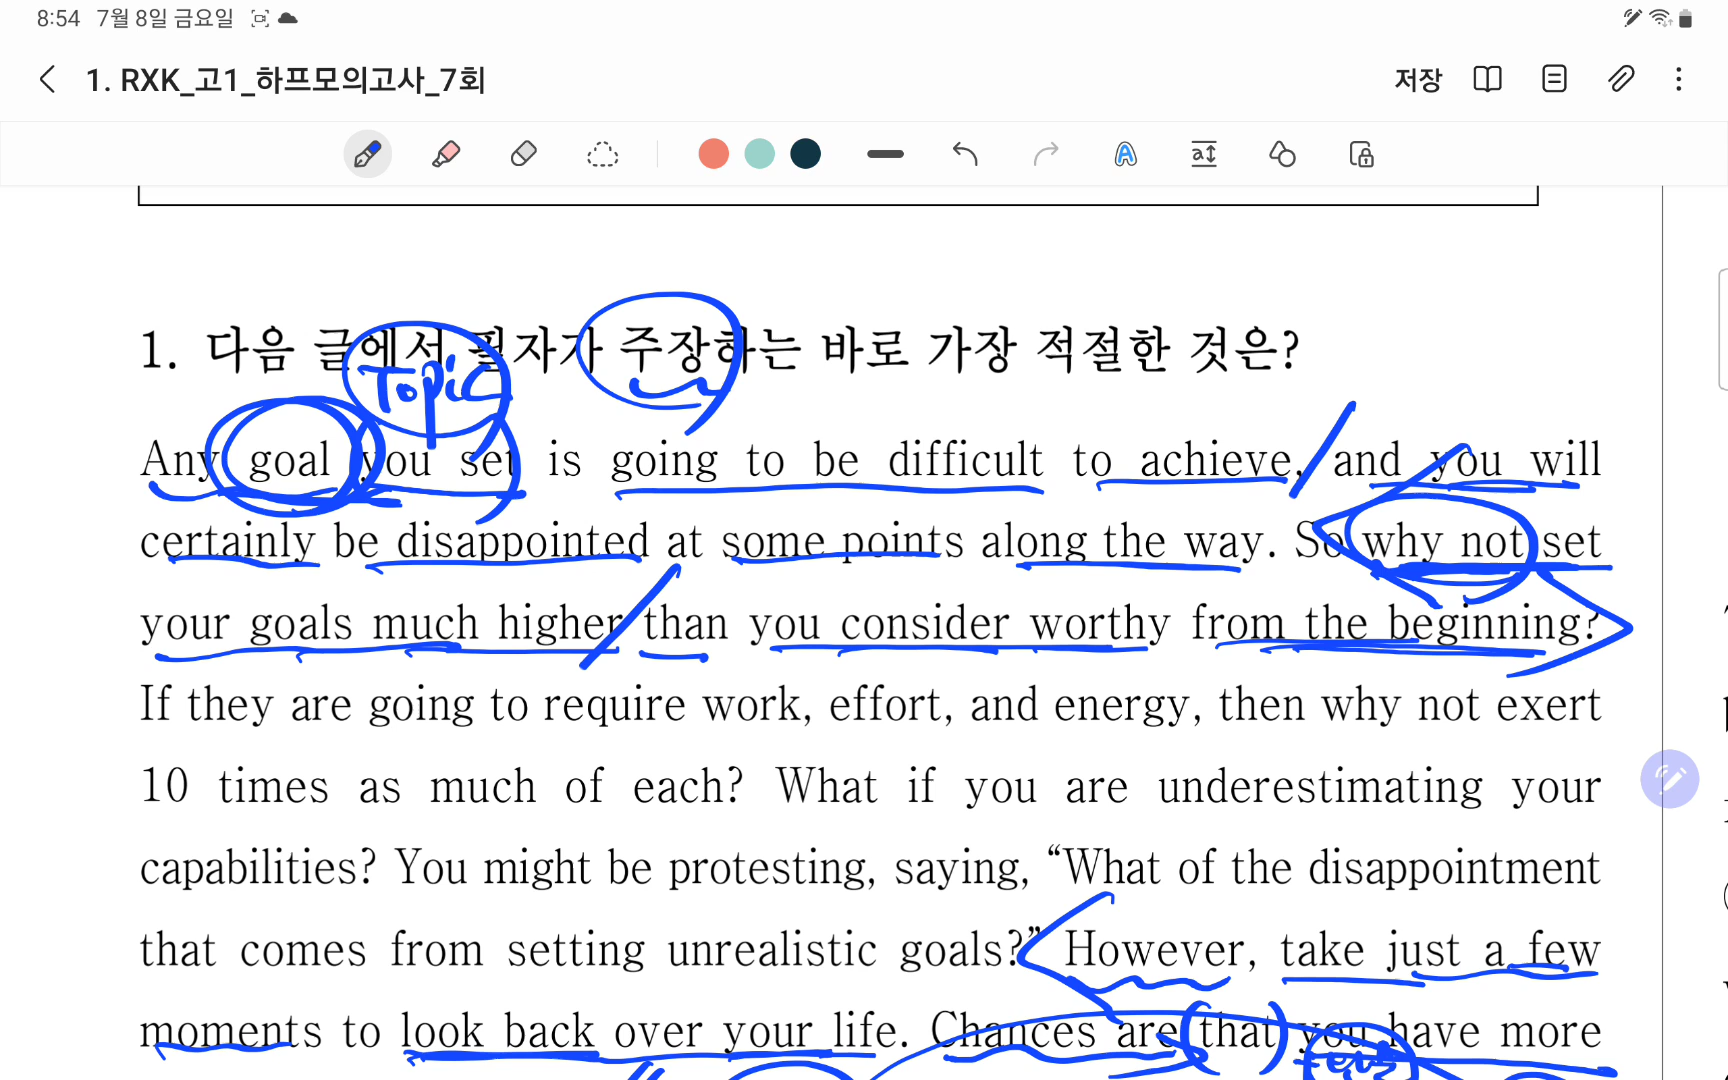 8:54 7월 8일 금요일
1. RXK_고1_하프모의고사_7회
저장
1. 다음 글에서 필자가 주장하는 바로 가장 적절한 것은?
Topic
Any goal you set is going to be difficult to achieve, and you will
certainly be disappointed at some points along the way. So why not set
your goals much higher than you consider worthy from the beginning?
If they are going to require work, effort, and energy, then why not exert
10 times as much of each? What if you are underestimating your
capabilities? You might be protesting, saying, “What of the disappointment
that comes from setting unrealistic goals?” However, take just a few
moments to look back over your life. Chances are that you have more